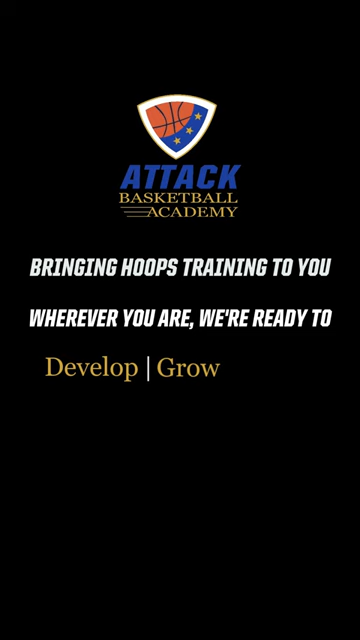 ATTACK
BASKETBALL
ACADEMY
BRINGING HOOPS TRAINING TO YOU
WHEREVER YOU ARE, WE'RE READY TO
Develop | Grow